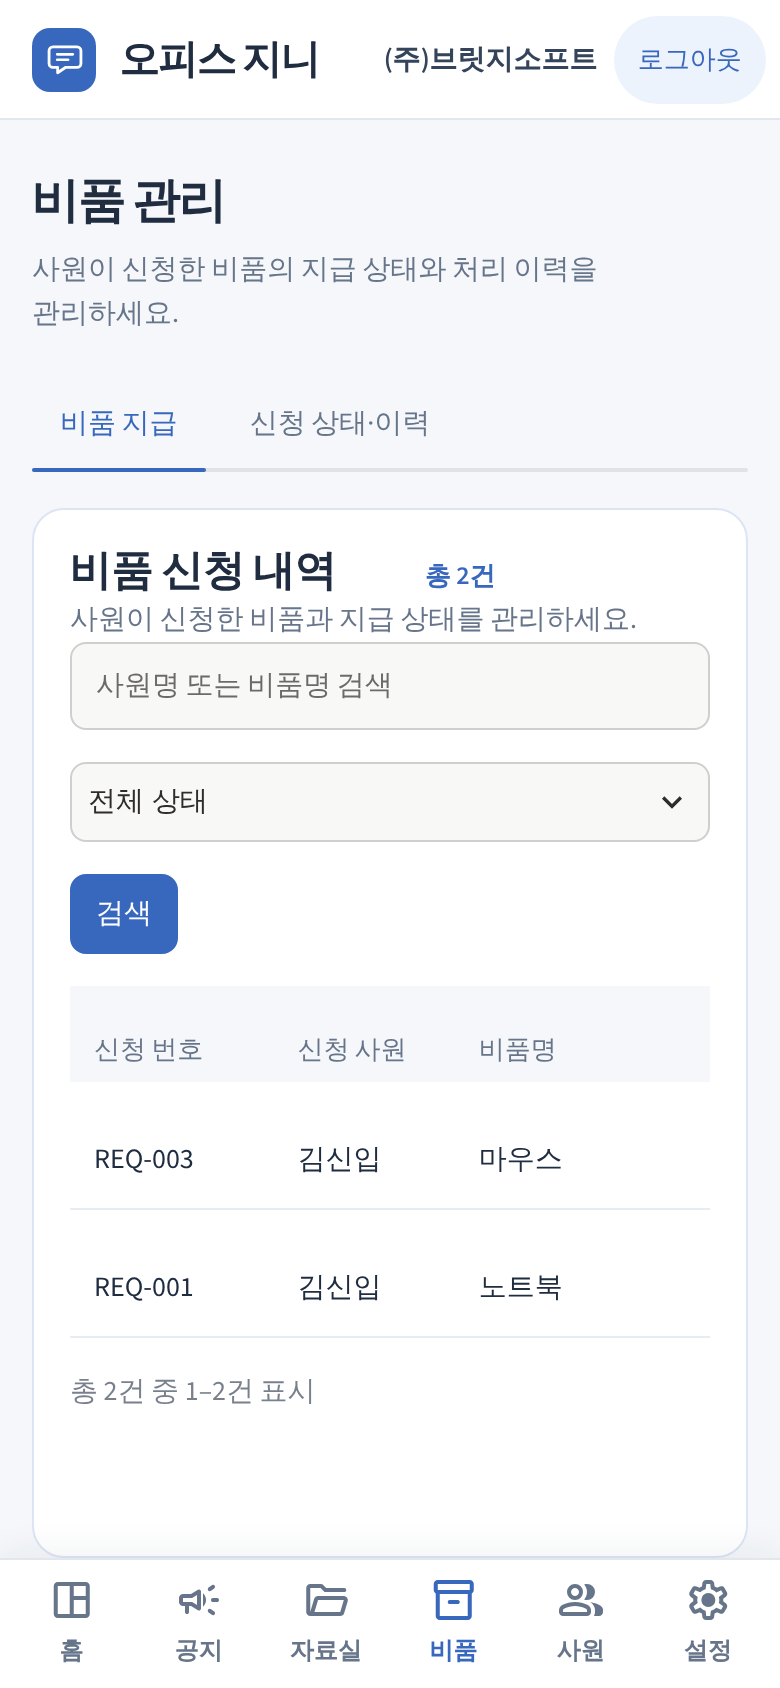 오피스 지니 (주)브릿지소프트 로그아웃
비품 관리
사원이 신청한 비품의 지급 상태와 처리 이력을
관리하세요.
비품 지급 신청 상태·이력
비품 신청 내역 총 2건
사원이 신청한 비품과 지급 상태를 관리하세요.
사원명 또는 비품명 검색
전체 상태
검색
신청 번호 신청 사원 비품명
REQ-003 김신입 마우스
REQ-001 김신입 노트북
총 2건 중 1–2건 표시
홈 공지 자료실 비품 사원 설정